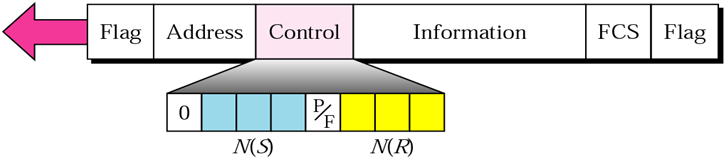 Flag Address Control Information FCS Flag
0 P/F
N(S) N(R)